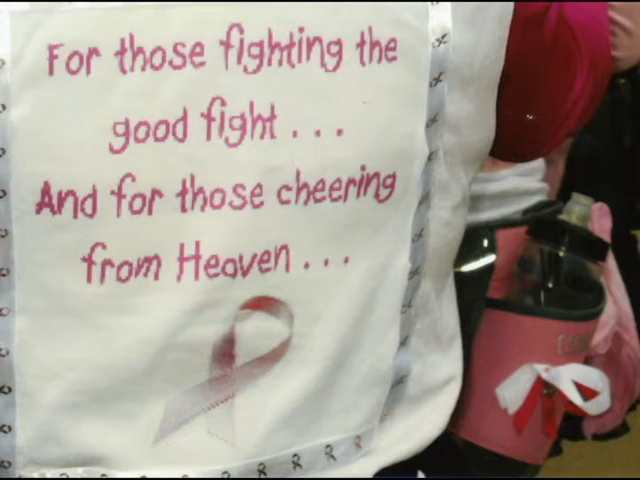 For those fighting the
good fight . . .
And for those cheering
from Heaven . . .